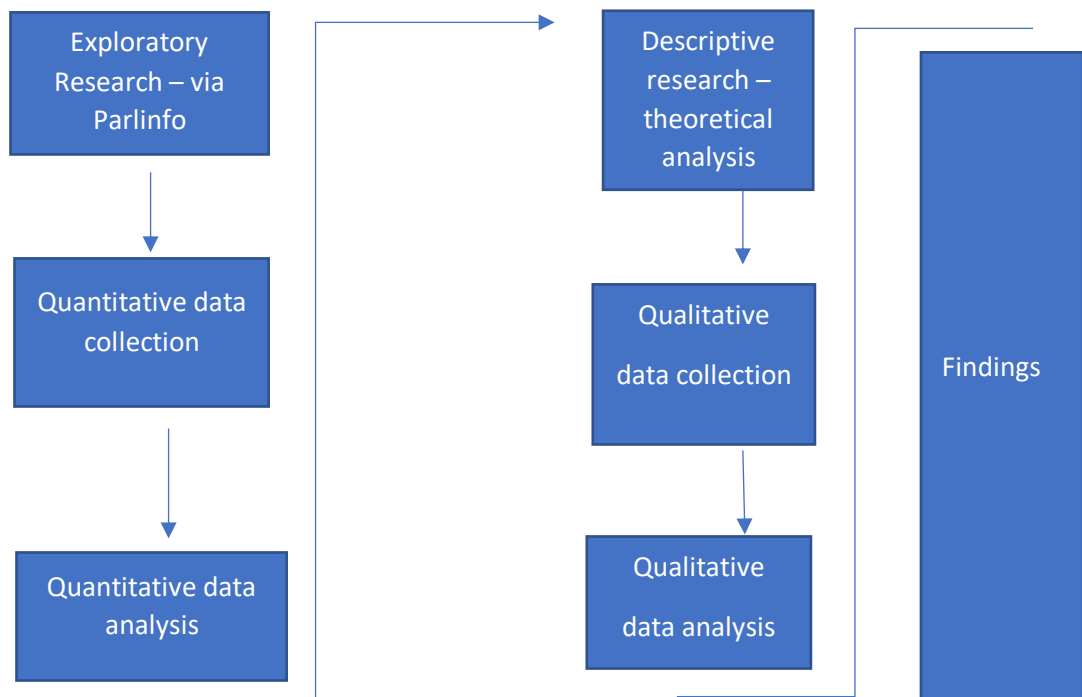 Exploratory
Research – via
Parlinfo
Quantitative data
collection
Quantitative data
analysis
Descriptive
research –
theoretical
analysis
Qualitative
data collection
Qualitative
data analysis
Findings